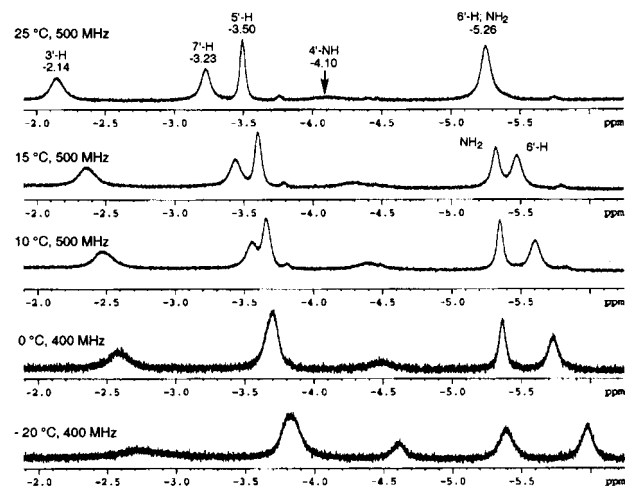 25 °C, 500 MHz
3'-H
-2.14
7'-H
-3.23
5'-H
-3.50
4'-NH
-4.10
6'-H; NH2
-5.26
-2.0 -2.5 -3.0 -3.5 -4.0 -4.5 -5.0 -5.5 ppm
15 °C, 500 MHz
NH2 6'-H
-2.0 -2.5 -3.0 -3.5 -4.0 -4.5 -5.0 -5.5 ppm
10 °C, 500 MHz
-2.0 -2.5 -3.0 -3.5 -4.0 -4.5 -5.0 -5.5 ppm
0 °C, 400 MHz
-2.0 -2.5 -3.0 -3.5 -4.0 -4.5 -5.0 -5.5 ppm
- 20 °C, 400 MHz
-2.0 -2.5 -3.0 -3.5 -4.0 -4.5 -5.0 -5.5 ppm